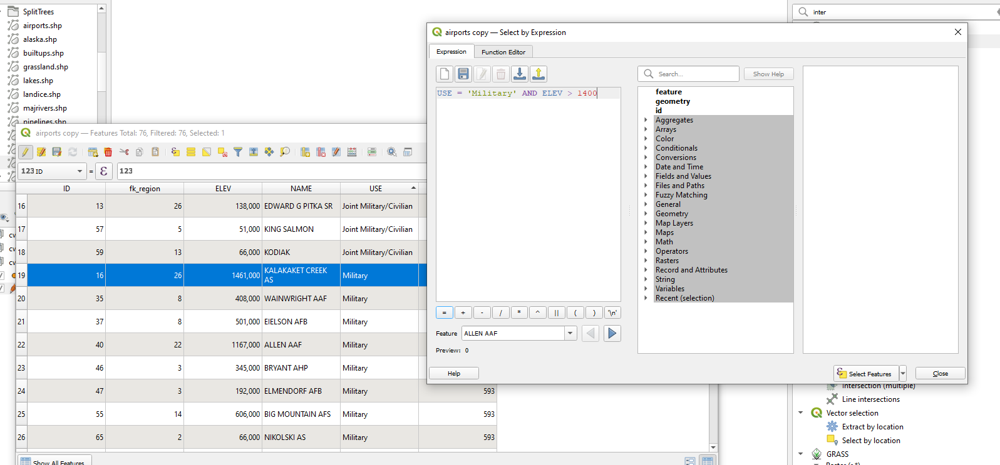 SplitTrees
airports.shp
alaska.shp
builtups.shp
grassland.shp
lakes.shp
landice.shp
majrivers.shp
pipelines.shp
inter
airports copy — Select by Expression
Expression
Function Editor
USE = 'Military' AND ELEV > 1400
= + - / * ^ || ( ) '\n'
Feature ALLEN AAF
Preview: 0
Help
Search...
Show Help
feature
geometry
id
Aggregates
Arrays
Color
Conditionals
Conversions
Date and Time
Fields and Values
Files and Paths
Fuzzy Matching
General
Geometry
Map Layers
Maps
Math
Operators
Rasters
Record and Attributes
String
Variables
Recent (selection)
Select Features
Close
airports copy — Features Total: 76, Filtered: 76, Selected: 1
123 ID = ε 123
ID fk_region ELEV NAME USE
16 13 26 138,000 EDWARD G PITKA SR Joint Military/Civilian
17 57 5 51,000 KING SALMON Joint Military/Civilian
18 59 13 66,000 KODIAK Joint Military/Civilian
19 16 26 1461,000 KALAKAKET CREEK AS Military
20 35 8 408,000 WAINWRIGHT AAF Military
21 37 8 501,000 EIELSON AFB Military
22 40 22 1167,000 ALLEN AAF Military
23 46 3 345,000 BRYANT AHP Military
24 47 3 192,000 ELMENDORF AFB Military 593
25 55 14 606,000 BIG MOUNTAIN AFS Military 593
26 65 2 66,000 NIKOLSKI AS Military 593
Show All Features
cw
cw
cw
Intersection (multiple)
Line intersections
Vector selection
Extract by location
Select by location
GRASS